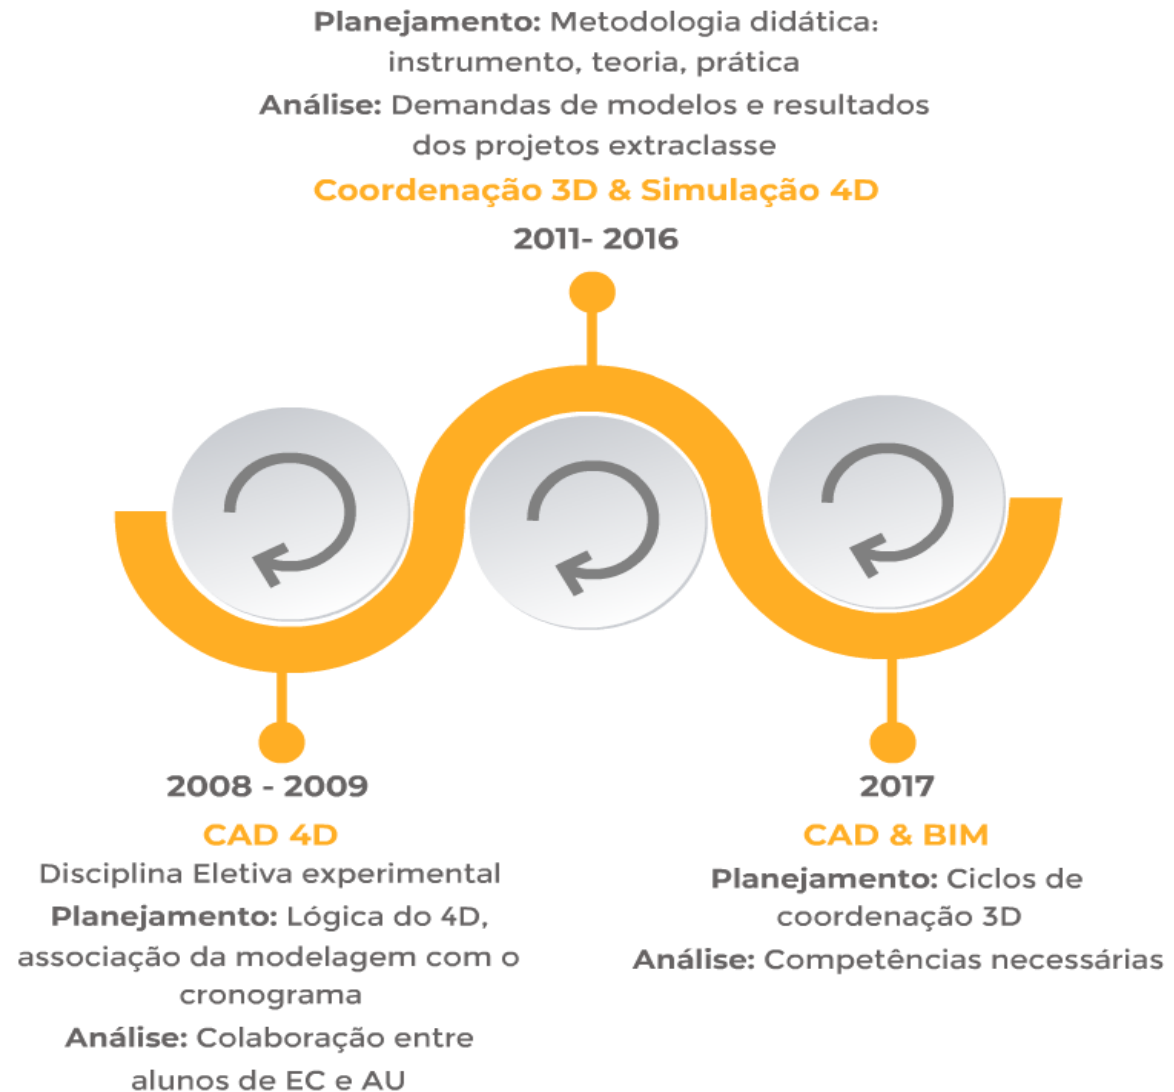 Planejamento: Metodologia didática:
instrumento, teoria, prática
Análise: Demandas de modelos e resultados
dos projetos extraclasse
Coordenação 3D & Simulação 4D
2011- 2016
2008 - 2009
CAD 4D
Disciplina Eletiva experimental
Planejamento: Lógica do 4D,
associação da modelagem com o
cronograma
Análise: Colaboração entre
alunos de EC e AU
2017
CAD & BIM
Planejamento: Ciclos de
coordenação 3D
Análise: Competências necessárias